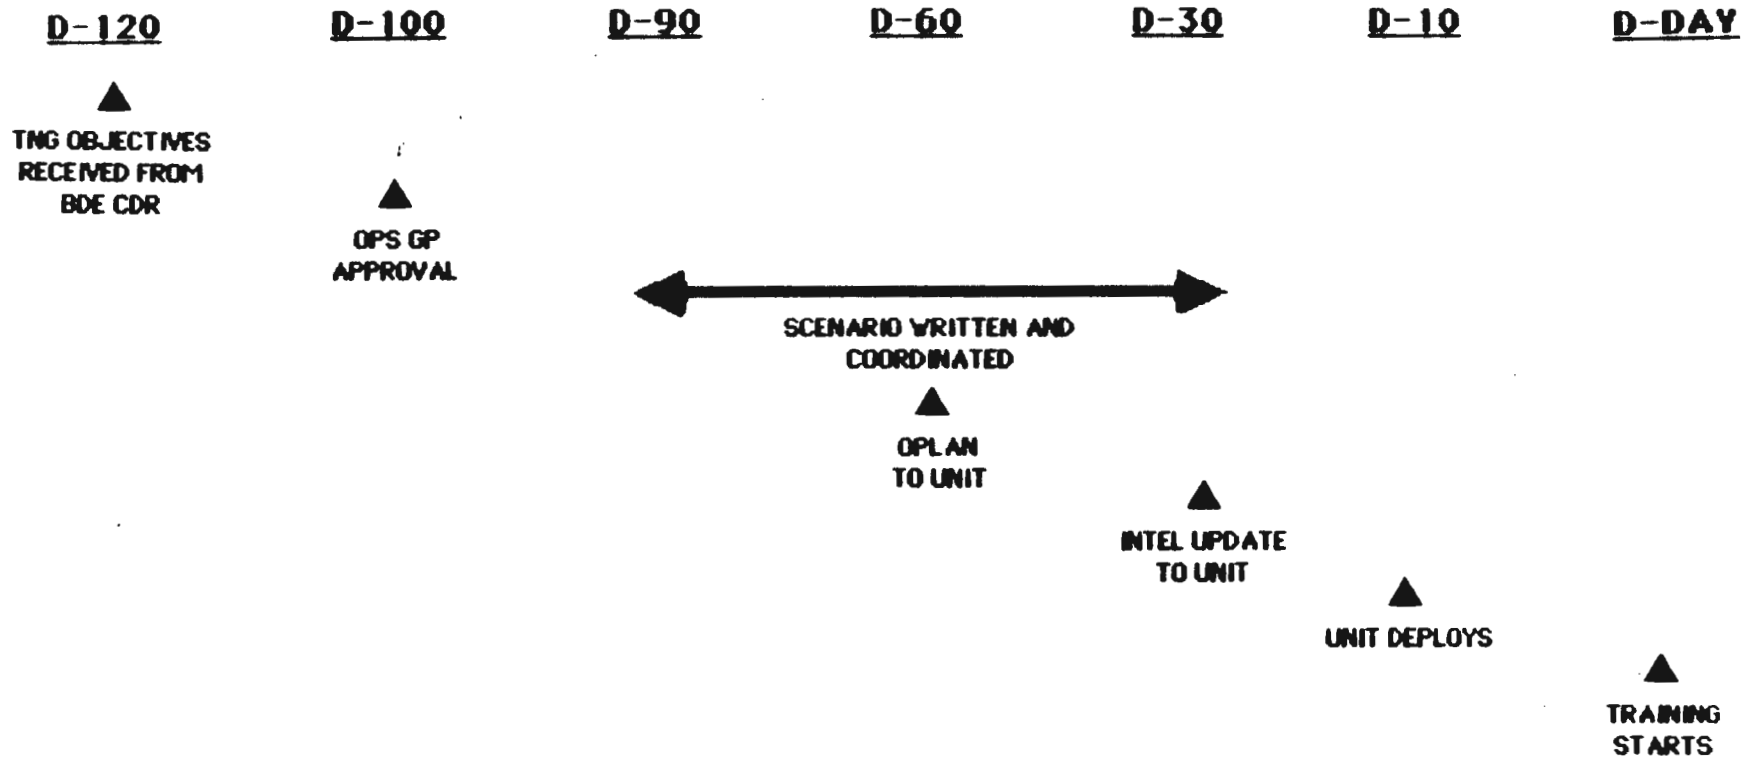 D-120 D-100 D-90 D-60 D-30 D-10 D-DAY
TNG OBJECTIVES
RECEIVED FROM
BDE CDR
OPS GP
APPROVAL
SCENARIO WRITTEN AND
COORDINATED
OPLAN
TO UNIT
INTEL UPDATE
TO UNIT
UNIT DEPLOYS
TRAINING
STARTS